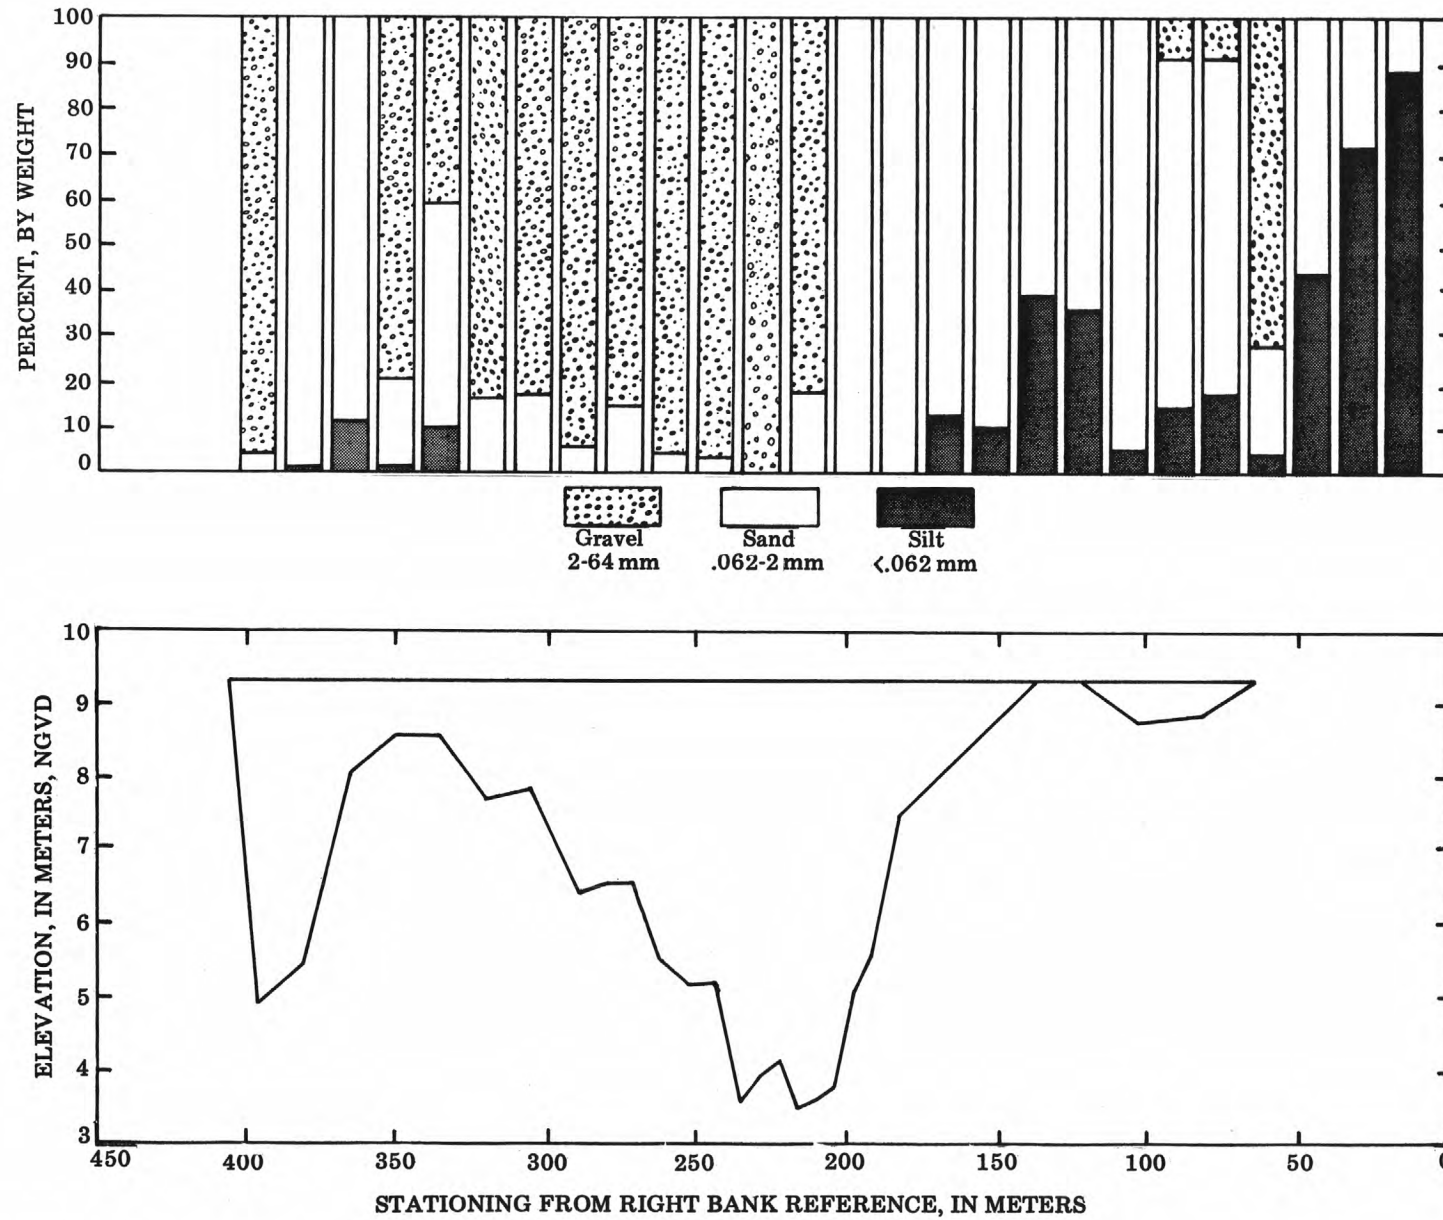 PERCENT, BY WEIGHT
100
90
80
70
60
50
40
30
20
10
0
Gravel
2-64 mm
Sand
.062-2 mm
Silt
<.062 mm
ELEVATION, IN METERS, NGVD
10
9
8
7
6
5
4
3
450 400 350 300 250 200 150 100 50
STATIONING FROM RIGHT BANK REFERENCE, IN METERS